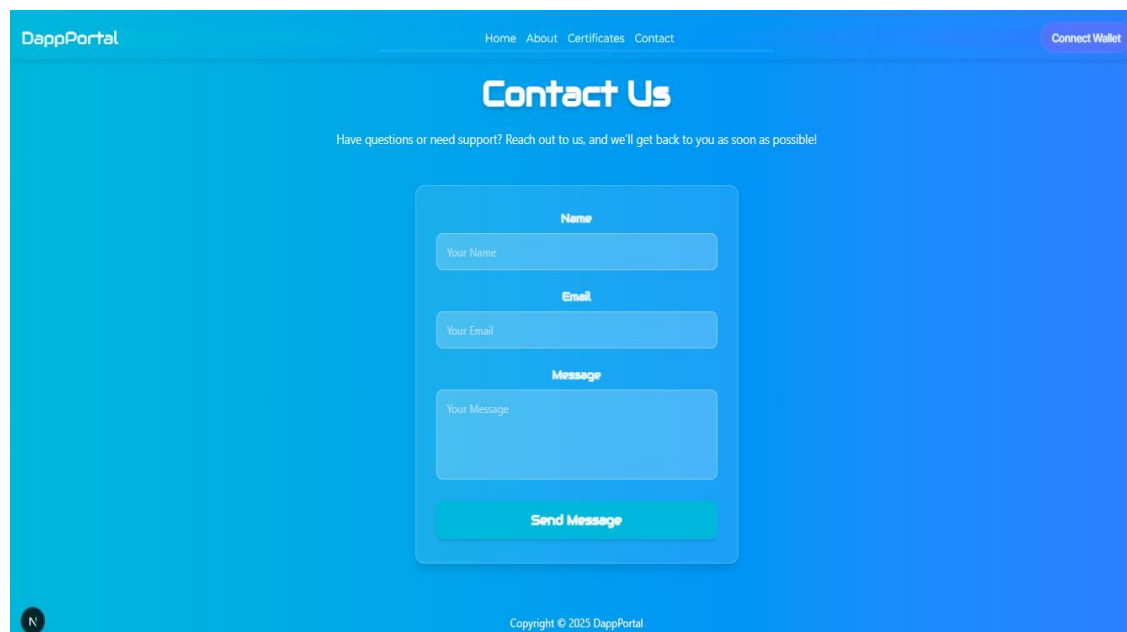 DappPortal
Home About Certificates Contact
Connect Wallet
Contact Us
Have questions or need support? Reach out to us, and we'll get back to you as soon as possible!
Name
Your Name
Email
Your Email
Message
Your Message
Send Message
N
Copyright © 2025 DappPortal